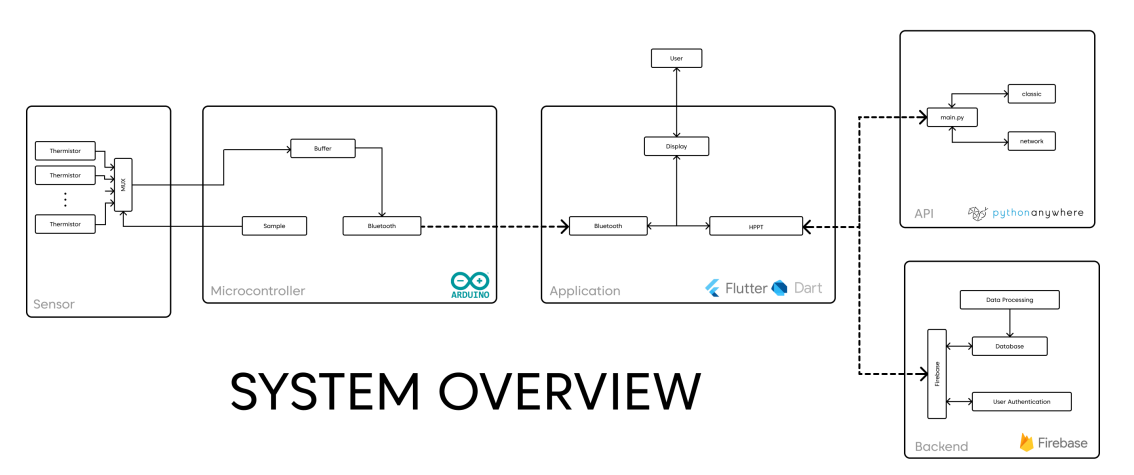 User
Thermistor
Thermistor
Thermistor
MUX
Sensor
Buffer
Sample
Bluetooth
Microcontroller
ARDUINO
Display
Bluetooth
HPPT
Application
Flutter
Dart
main.py
classic
network
API
pythonanywhere
Data Processing
Database
Firebase
User Authentication
Backend
Firebase
SYSTEM OVERVIEW